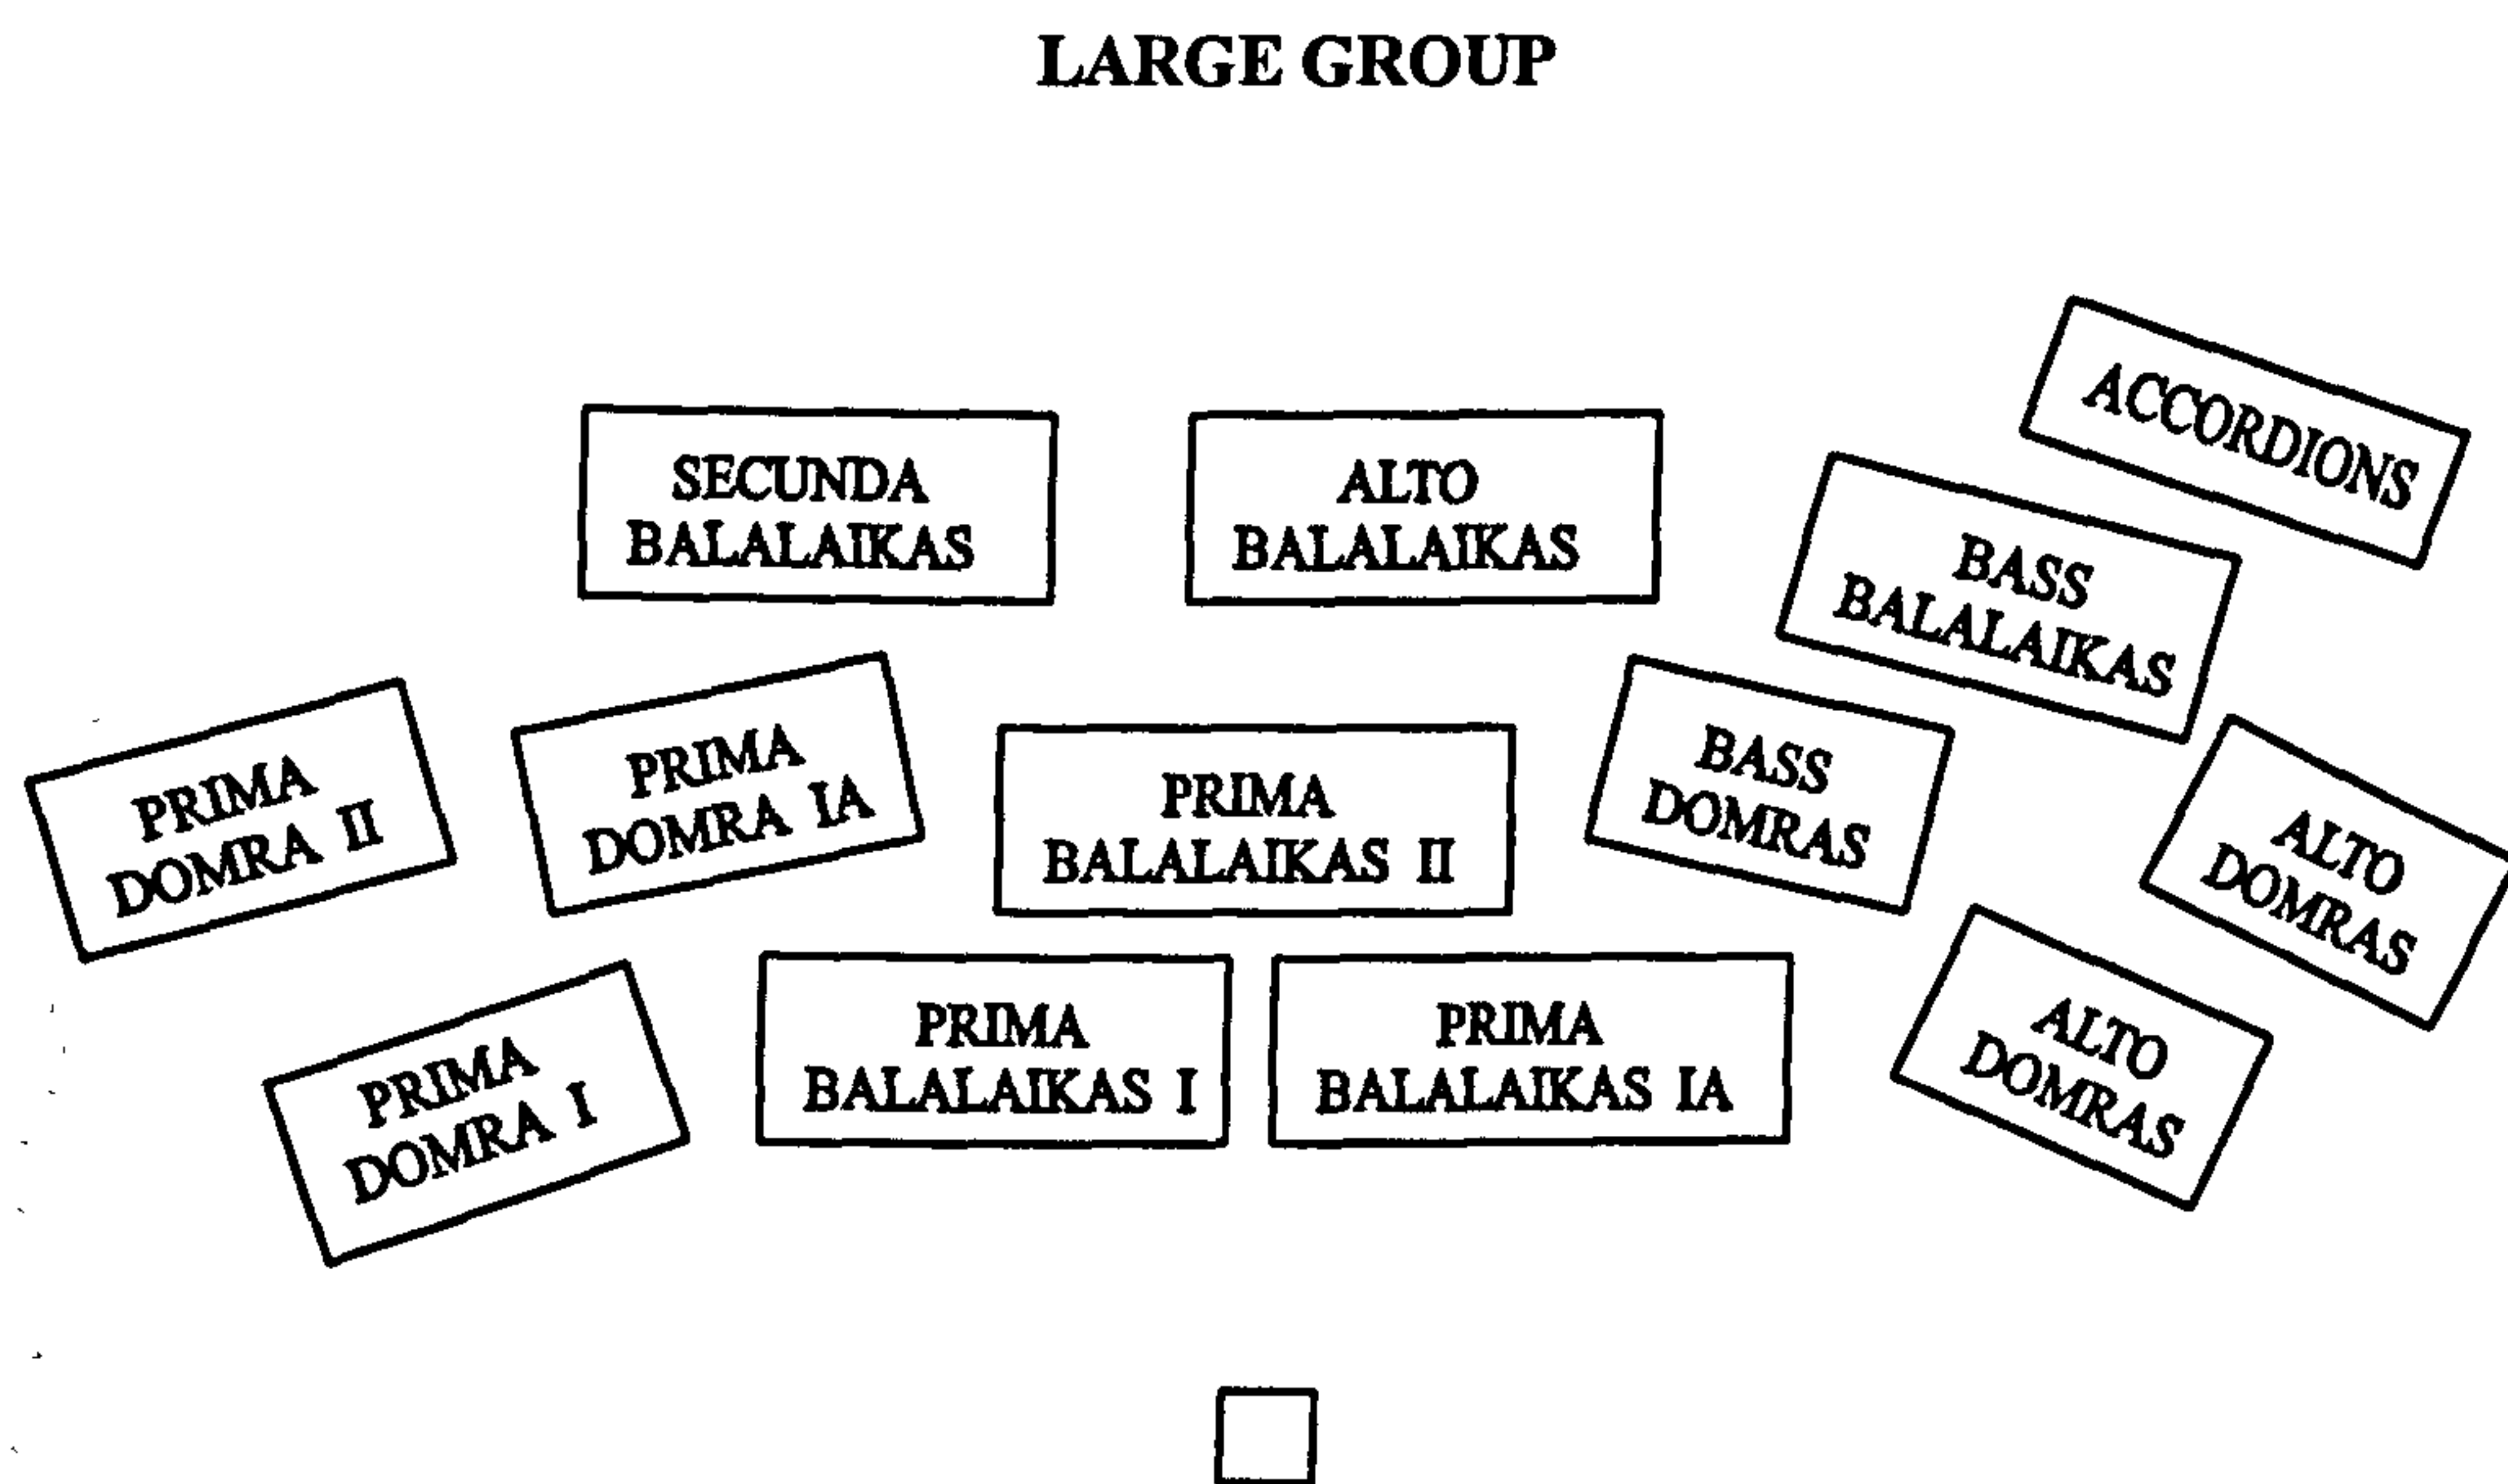 LARGE GROUP
ACCORDIONS
SECUNDA
BALALAIKAS
ALTO
BALALAIKAS
BASS
BALALAIKAS
PRIMA
DOMRA II
PRIMA
DOMRA IA
PRIMA
BALALAIKAS II
BASS
DOMRAS
ALTO
DOMRAS
PRIMA
DOMRA I
PRIMA
BALALAIKAS I
PRIMA
BALALAIKAS IA
ALTO
DOMRAS